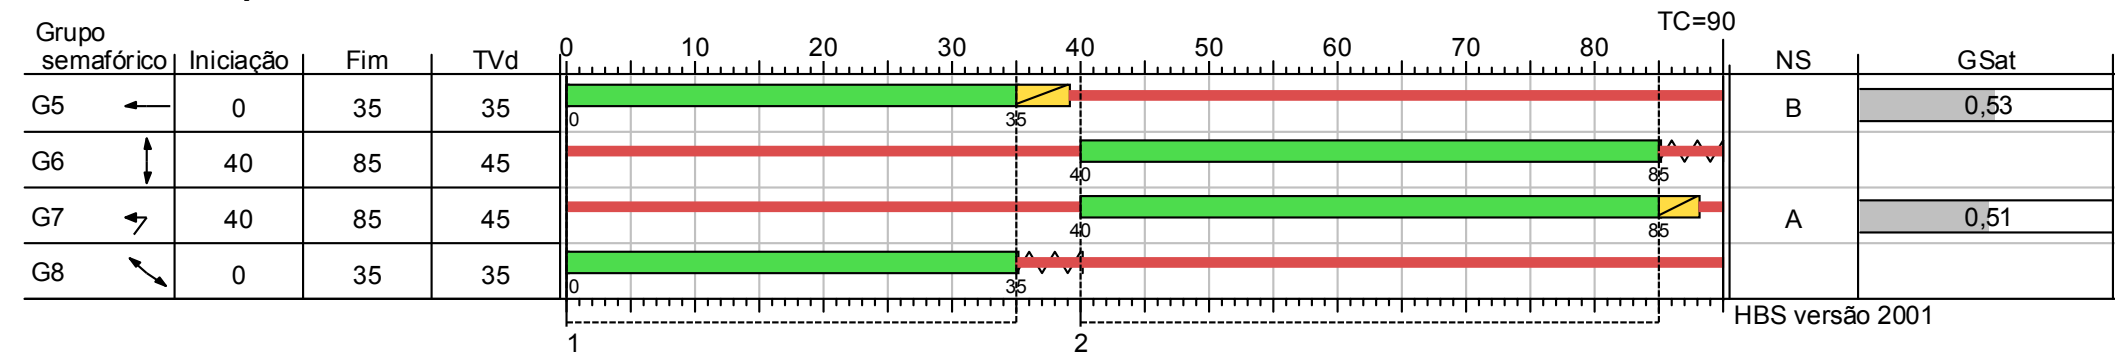 TC=90
Grupo
semafórico Iniciação Fim TVd 0 10 20 30 40 50 60 70 80 NS GSat
G5 0 35 35 B 0,53
0 35
G6 40 85 45
40 85
G7 40 85 45 A 0,51
40 85
G8 0 35 35
0 35
HBS versão 2001
1 2